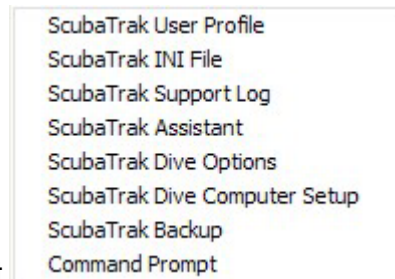 ScubaTrak User Profile
ScubaTrak INI File
ScubaTrak Support Log
ScubaTrak Assistant
ScubaTrak Dive Options
ScubaTrak Dive Computer Setup
ScubaTrak Backup
Command Prompt